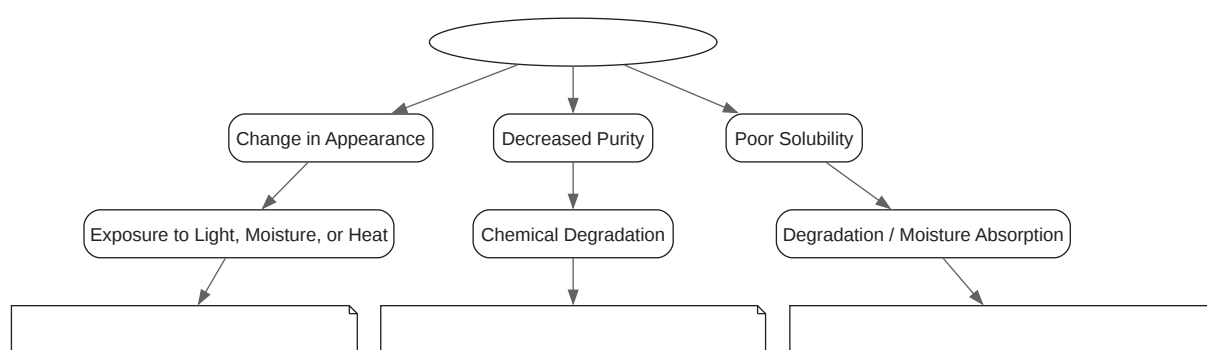 Change in Appearance
Decreased Purity
Poor Solubility
Exposure to Light, Moisture, or Heat
Chemical Degradation
Degradation / Moisture Absorption